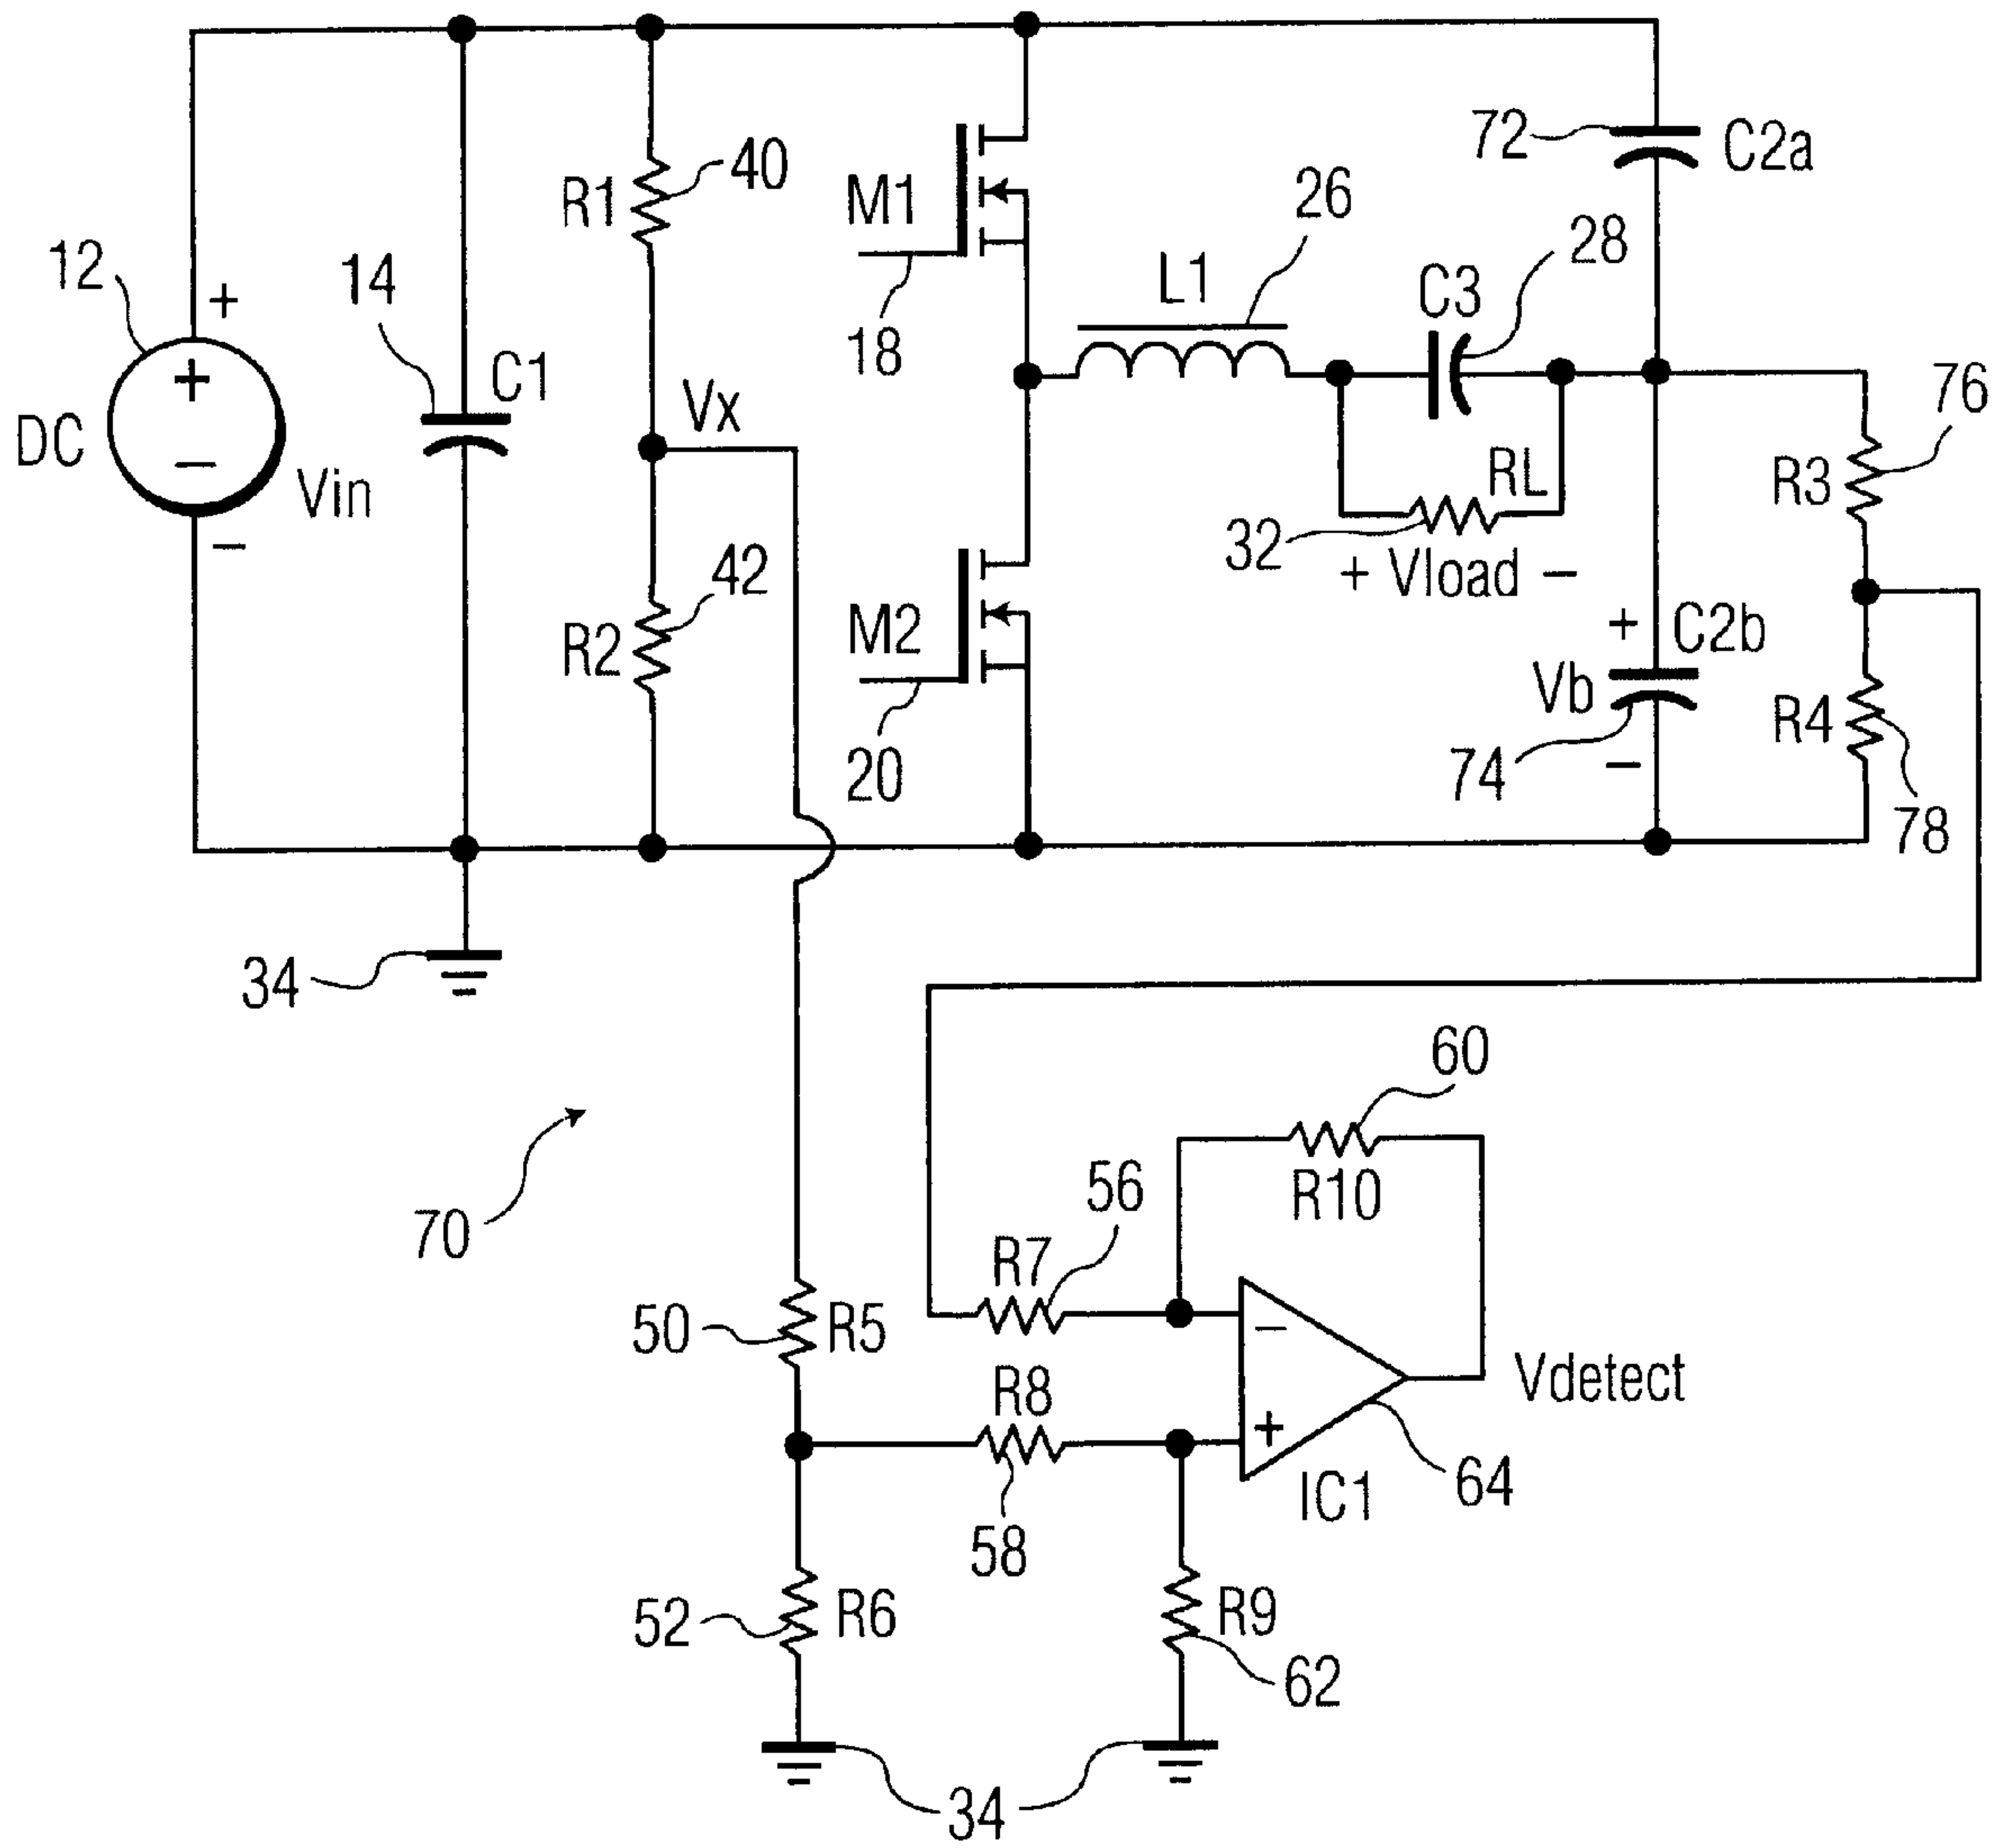 72
C2a
40
R1
M1
26
12
14
+
18
L1
C3
28
C1
+
76
DC
−
Vin
Vx
RL
R3
−
42
32
+ Vload −
R2
M2
+
C2b
Vb
R4
20
74
−
78
34
60
70
56
R10
R7
50
R5
−
R8
Vdetect
+
IC1
64
58
52
R6
R9
62
34